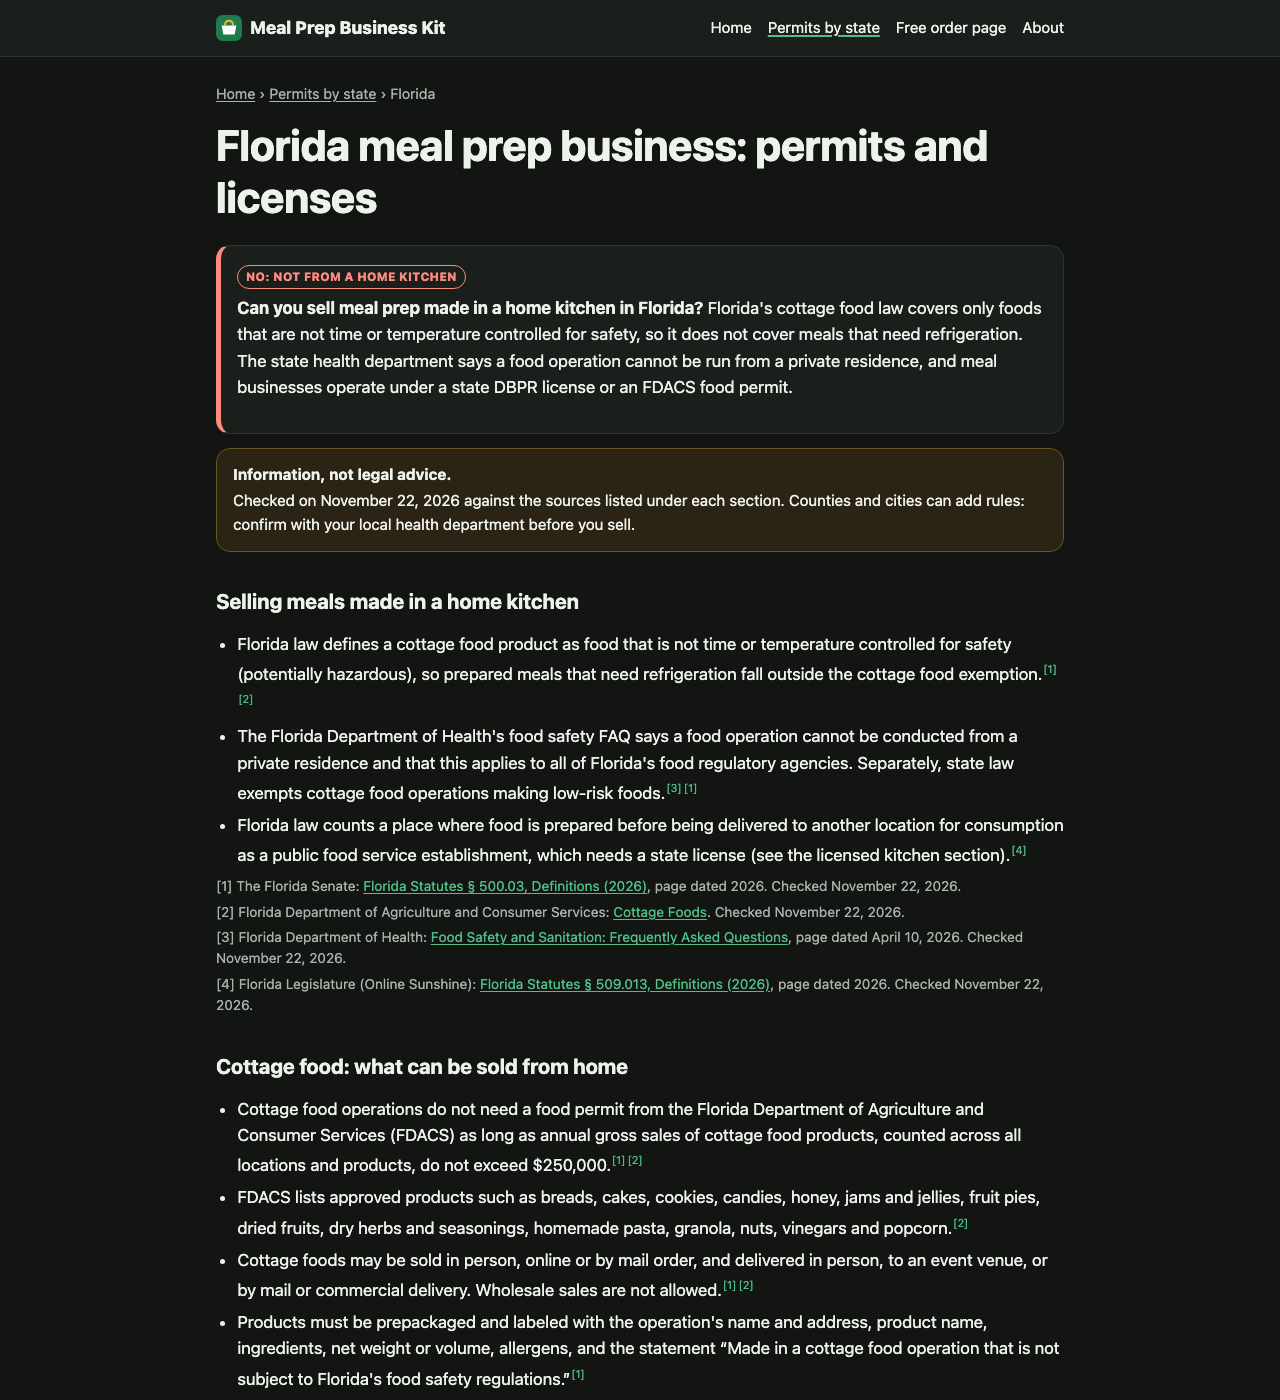 Meal Prep Business Kit
Home Permits by state Free order page About
Home › Permits by state › Florida
Florida meal prep business: permits and
licenses
NO: NOT FROM A HOME KITCHEN
Can you sell meal prep made in a home kitchen in Florida? Florida's cottage food law covers only foods
that are not time or temperature controlled for safety, so it does not cover meals that need refrigeration.
The state health department says a food operation cannot be run from a private residence, and meal
businesses operate under a state DBPR license or an FDACS food permit.
Information, not legal advice.
Checked on November 22, 2026 against the sources listed under each section. Counties and cities can add rules:
confirm with your local health department before you sell.
Selling meals made in a home kitchen
• Florida law defines a cottage food product as food that is not time or temperature controlled for safety
(potentially hazardous), so prepared meals that need refrigeration fall outside the cottage food exemption.[1]
[2]
• The Florida Department of Health's food safety FAQ says a food operation cannot be conducted from a
private residence and that this applies to all of Florida's food regulatory agencies. Separately, state law
exempts cottage food operations making low-risk foods.[3] [1]
• Florida law counts a place where food is prepared before being delivered to another location for consumption
as a public food service establishment, which needs a state license (see the licensed kitchen section).[4]
[1] The Florida Senate: Florida Statutes § 500.03, Definitions (2026), page dated 2026. Checked November 22, 2026.
[2] Florida Department of Agriculture and Consumer Services: Cottage Foods. Checked November 22, 2026.
[3] Florida Department of Health: Food Safety and Sanitation: Frequently Asked Questions, page dated April 10, 2026. Checked
November 22, 2026.
[4] Florida Legislature (Online Sunshine): Florida Statutes § 509.013, Definitions (2026), page dated 2026. Checked November 22,
2026.
Cottage food: what can be sold from home
• Cottage food operations do not need a food permit from the Florida Department of Agriculture and
Consumer Services (FDACS) as long as annual gross sales of cottage food products, counted across all
locations and products, do not exceed $250,000.[1] [2]
• FDACS lists approved products such as breads, cakes, cookies, candies, honey, jams and jellies, fruit pies,
dried fruits, dry herbs and seasonings, homemade pasta, granola, nuts, vinegars and popcorn.[2]
• Cottage foods may be sold in person, online or by mail order, and delivered in person, to an event venue, or
by mail or commercial delivery. Wholesale sales are not allowed.[1] [2]
• Products must be prepackaged and labeled with the operation's name and address, product name,
ingredients, net weight or volume, allergens, and the statement “Made in a cottage food operation that is not
subject to Florida's food safety regulations.”[1]